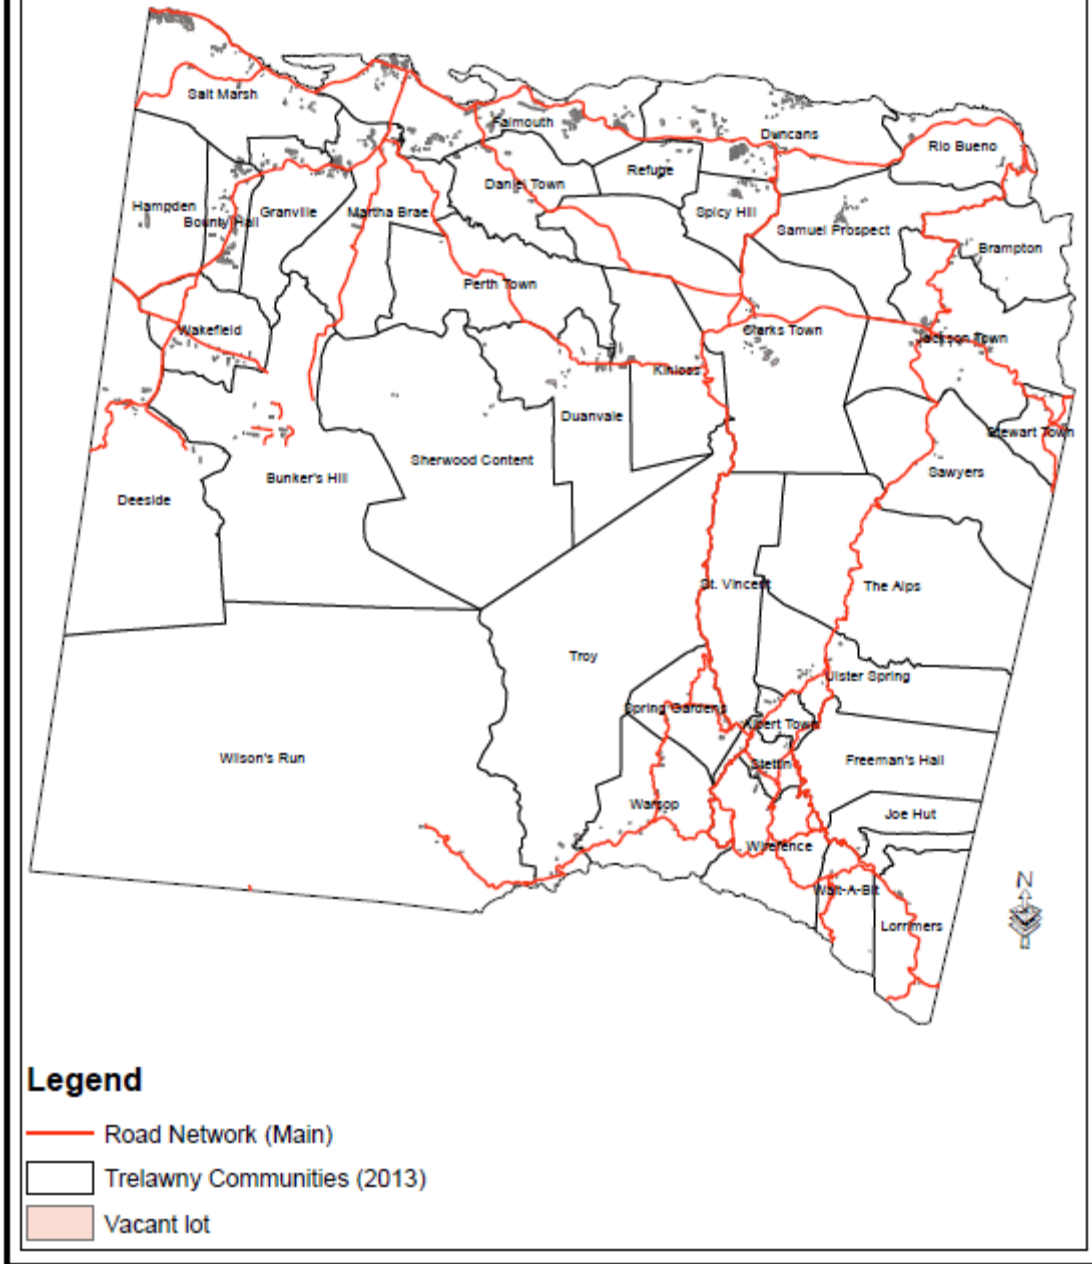 Salt Marsh
Falmouth
Duncans
Rio Bueno
Refuge
Daniel Town
Hampden
Bounty Hall
Granville
Martha Brae
Spicy Hill
Samuel Prospect
Brampton
Perth Town
Wakefield
Clarks Town
Jackson Town
Kinloss
Duanvale
Stewart Town
Sherwood Content
Sawyers
Bunker's Hill
Deeside
St. Vincent
The Alps
Troy
Ulster Spring
Spring Gardens
Albert Town
Wilson's Run
Stettin
Freeman's Hall
Warsop
Joe Hut
Wirefence
Wait-A-Bit
N
Lorrimers
Legend
Road Network (Main)
Trelawny Communities (2013)
Vacant lot